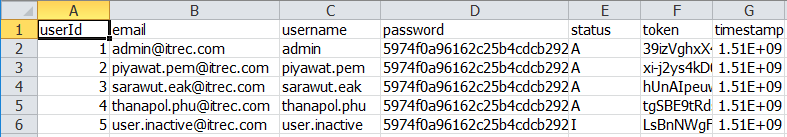 A B C D E F G
1 userId email username password status token timestamp
2 1 admin@itrec.com admin 5974f0a96162c25b4cdcb292 A 39izVghxX 1.51E+09
3 2 piyawut.pem@itrec.com piyawut.pem 5974f0a96162c25b4cdcb292 A xi-j2ys4kD 1.51E+09
4 3 sarawut.eak@itrec.com sarawut.eak 5974f0a96162c25b4cdcb292 A hUnAIpeuw 1.51E+09
5 4 thanapol.phu@itrec.com thanapol.phu 5974f0a96162c25b4cdcb292 A tgSBE9tRd 1.51E+09
6 5 user.inactive@itrec.com user.inactive 5974f0a96162c25b4cdcb292 I LsBnNWgF 1.51E+09